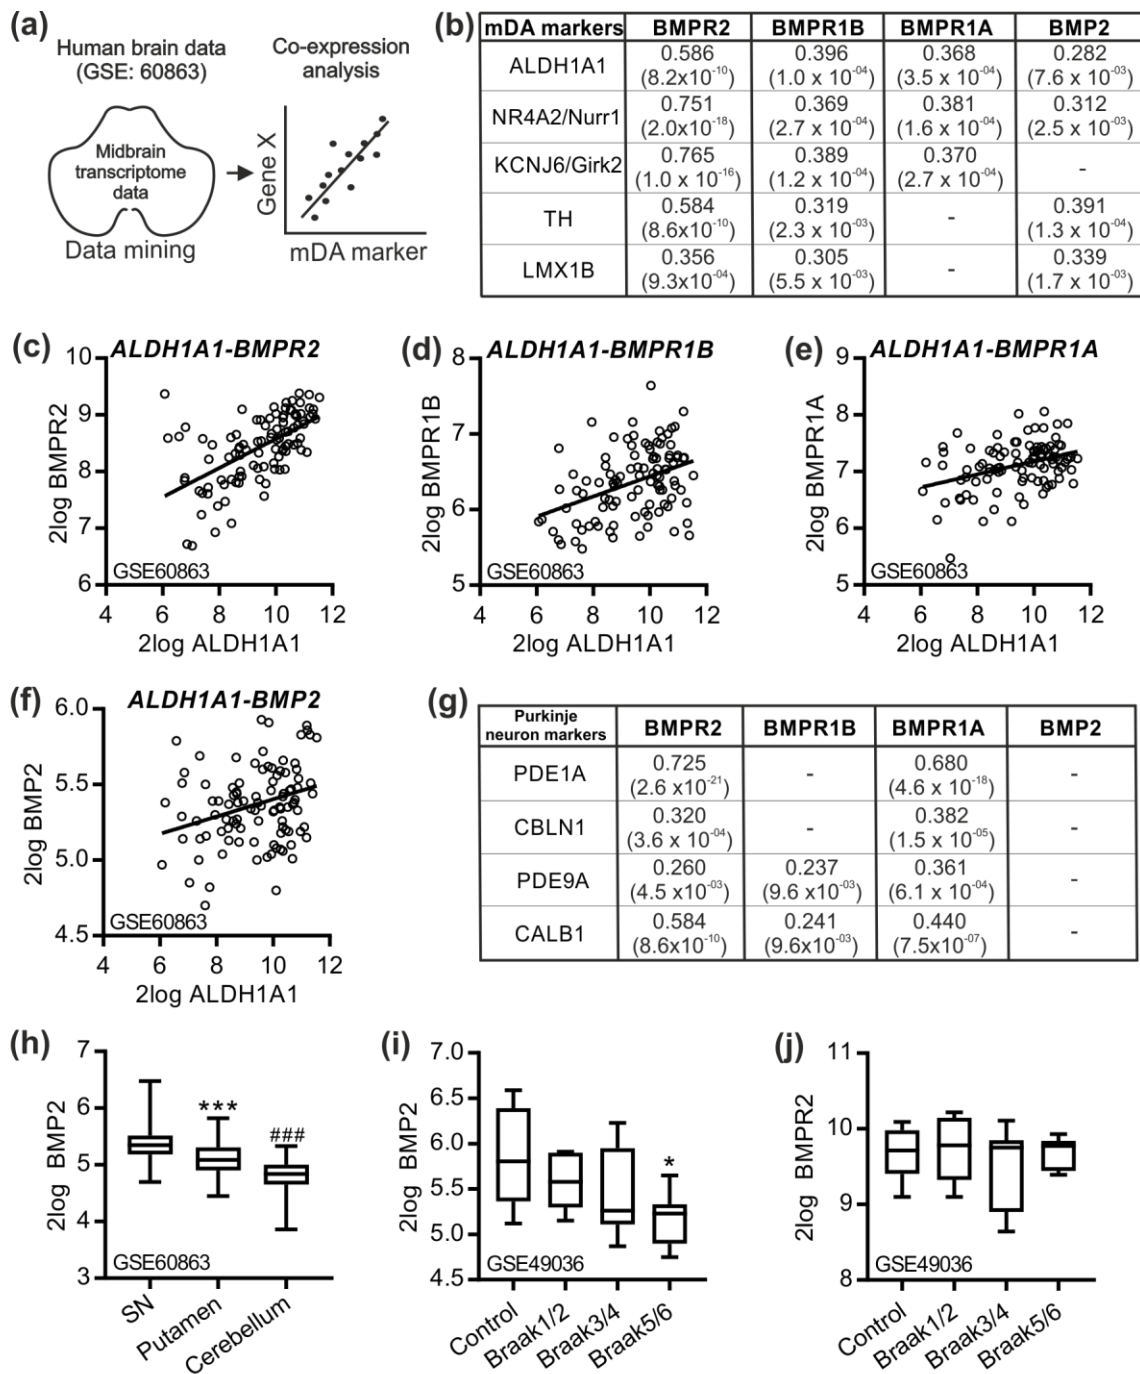 (a)
Human brain data
(GSE: 60863)
Co-expression
analysis
Midbrain
transcriptome
data
Data mining
Gene X
mDA marker
(b)
mDA markers BMPR2 BMPR1B BMPR1A BMP2
ALDH1A1 0.586 0.396 0.368 0.282
(8.2x10⁻¹⁰) (1.0 x 10⁻⁰⁴) (3.5 x 10⁻⁰⁴) (7.6 x 10⁻⁰³)
NR4A2/Nurr1 0.751 0.369 0.381 0.312
(2.0x10⁻¹⁸) (2.7 x 10⁻⁰⁴) (1.6 x 10⁻⁰⁴) (2.5 x 10⁻⁰³)
KCNJ6/Girk2 0.765 0.389 0.370 -
(1.0 x 10⁻¹⁶) (1.2 x 10⁻⁰⁴) (2.7 x 10⁻⁰⁴)
TH 0.584 0.319 - 0.391
(8.6x10⁻¹⁰) (2.3 x 10⁻⁰³) (1.3 x 10⁻⁰⁴)
LMX1B 0.356 0.305 - 0.339
(9.3x10⁻⁰⁴) (5.5 x 10⁻⁰³) (1.7 x 10⁻⁰³)
(c)
ALDH1A1-BMPR2
2log BMPR2
10
9
8
7
6
GSE60863
4 6 8 10 12
2log ALDH1A1
(d)
ALDH1A1-BMPR1B
2log BMPR1B
8
7
6
5
GSE60863
4 6 8 10 12
2log ALDH1A1
(e)
ALDH1A1-BMPR1A
2log BMPR1A
9
8
7
6
5
GSE60863
4 6 8 10 12
2log ALDH1A1
(f)
ALDH1A1-BMP2
2log BMP2
6.0
5.5
5.0
4.5
GSE60863
4 6 8 10 12
2log ALDH1A1
(g)
Purkinje
neuron markers BMPR2 BMPR1B BMPR1A BMP2
PDE1A 0.725 - 0.680 -
(2.6 x10⁻²¹) (4.6 x10⁻¹⁸)
CBLN1 0.320 - 0.382 -
(3.6 x 10⁻⁰⁴) (1.5 x10⁻⁰⁵)
PDE9A 0.260 0.237 0.361 -
(4.5 x10⁻⁰³) (9.6 x10⁻⁰³) (6.1 x10⁻⁰⁴)
CALB1 0.584 0.241 0.440 -
(8.6x10⁻¹⁰) (9.6x10⁻⁰³) (7.5x10⁻⁰⁷)
(h)
2log BMP2
7
6
5
4
3
***
###
GSE60863
SN
Putamen
Cerebellum
(i)
2log BMP2
7.0
6.5
6.0
5.5
5.0
4.5
*
GSE49036
Control
Braak1/2
Braak3/4
Braak5/6
(j)
2log BMPR2
11
10
9
8
GSE49036
Control
Braak1/2
Braak3/4
Braak5/6